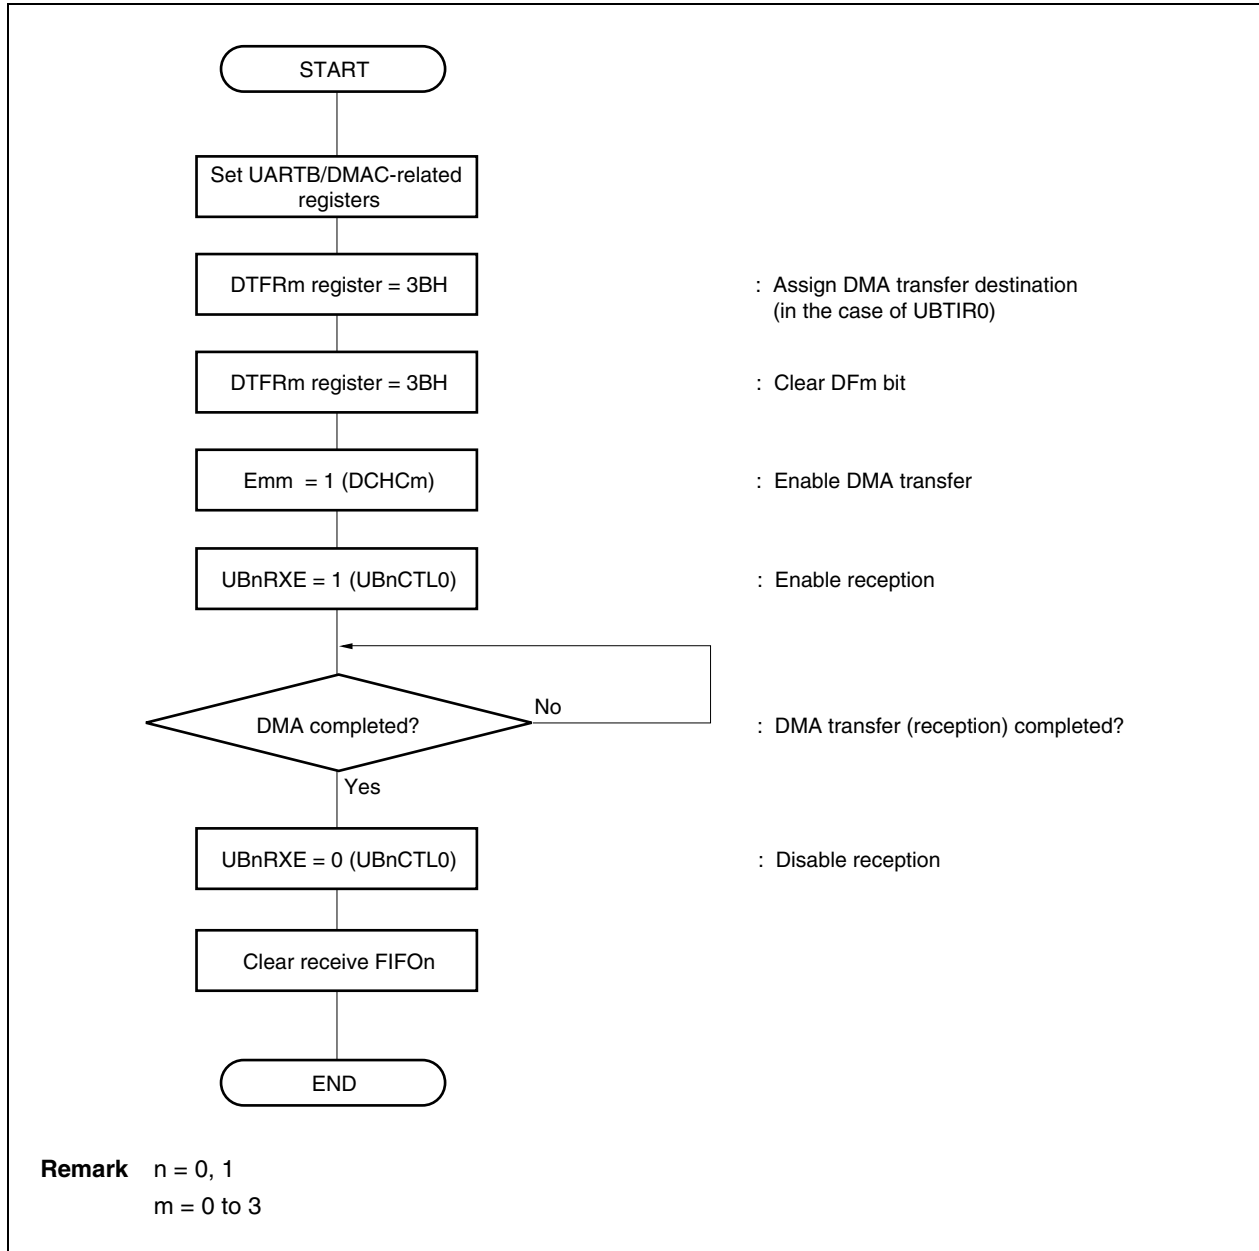 START
Set UARTB/DMAC-related
registers
DTFRm register = 3BH
: Assign DMA transfer destination
(in the case of UBTIR0)
DTFRm register = 3BH
: Clear DFm bit
Emm = 1 (DCHCm)
: Enable DMA transfer
UBnRXE = 1 (UBnCTL0)
: Enable reception
No
DMA completed?
: DMA transfer (reception) completed?
Yes
UBnRXE = 0 (UBnCTL0)
: Disable reception
Clear receive FIFOn
END
Remark n = 0, 1
m = 0 to 3